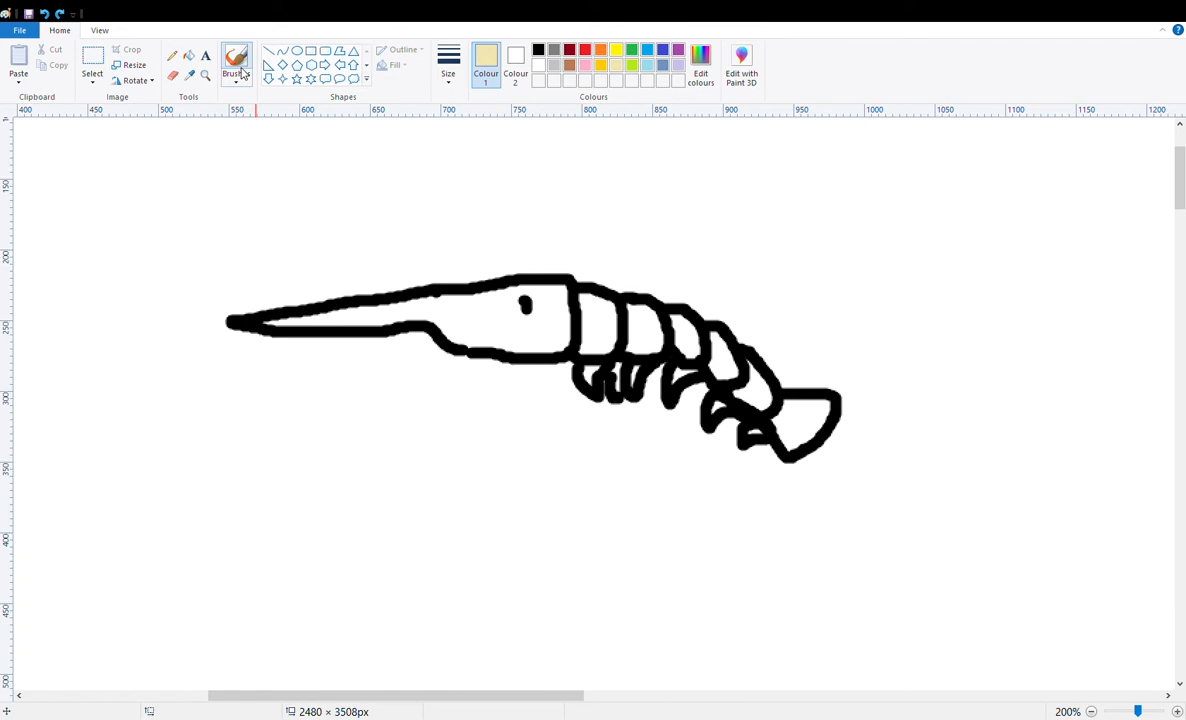 File Home View
Paste Cut Copy
Clipboard
Select Crop Resize Rotate
Image
Tools
Brushes
Outline Fill
Shapes
Size
Colour 1
Colour 2
Edit colours
Colours
Edit with Paint 3D
400 450 500 550 600 650 700 750 800 850 900 950 1000 1050 1100 1150 1200
150
200
250
300
350
400
450
500
2480 × 3508px 200%